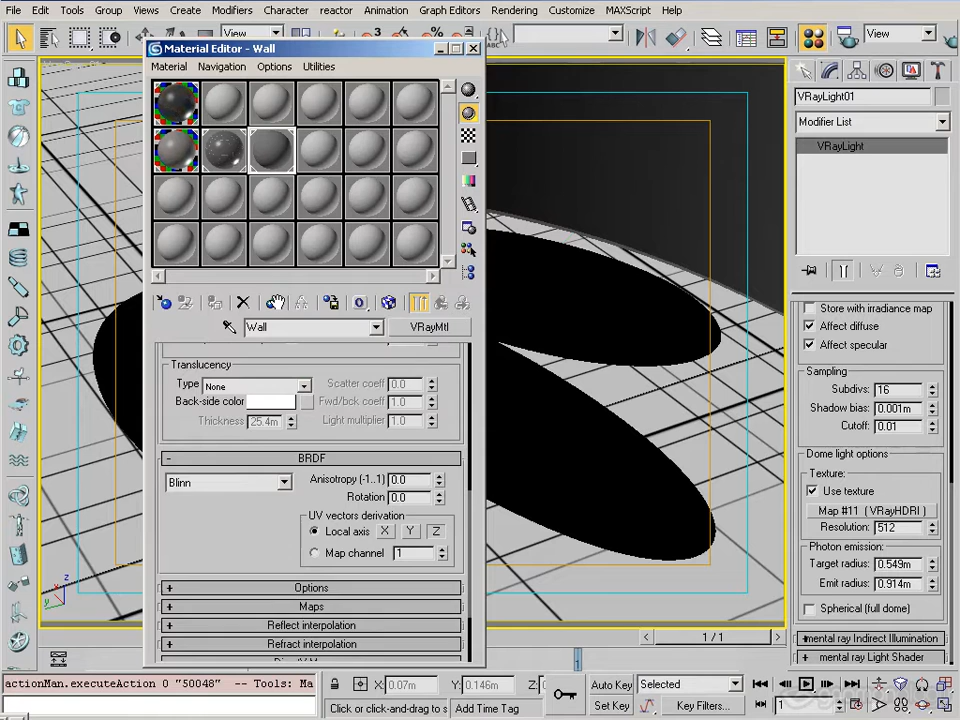 File Edit Tools Group Views Create Modifiers Character reactor Animation Graph Editors Rendering Customize MAXScript Help
View
View
Material Editor - Wall
Material Navigation Options Utilities
VRayLight01
Modifier List
VRayLight
Wall
VRayMtl
Translucency
Type None
Scatter coeff 0.0
Back-side color
Fwd/bck coeff 1.0
Thickness 25.4m
Light multiplier 1.0
- BRDF
Blinn
Anisotropy (-1..1) 0.0
Rotation 0.0
UV vectors derivation
Local axis X Y Z
Map channel 1
+ Options
+ Maps
+ Reflect interpolation
+ Refract interpolation
Store with irradiance map
Affect diffuse
Affect specular
Sampling
Subdivs: 16
Shadow bias: 0.001m
Cutoff: 0.01
Dome light options
Texture:
Use texture
Map #11 ( VRayHDRI )
Resolution: 512
Photon emission:
Target radius: 0.549m
Emit radius: 0.914m
Spherical (full dome)
+mental ray Indirect Illumination
+ mental ray Light Shader
z
x
y
< 1 / 1 >
1
actionMan.executeAction 0 "50048" -- Tools: Ma
X: 0.07m Y: 0.146m Z:
Click or click-and-drag to s
Add Time Tag
Auto Key
Selected
Set Key
Key Filters...
1